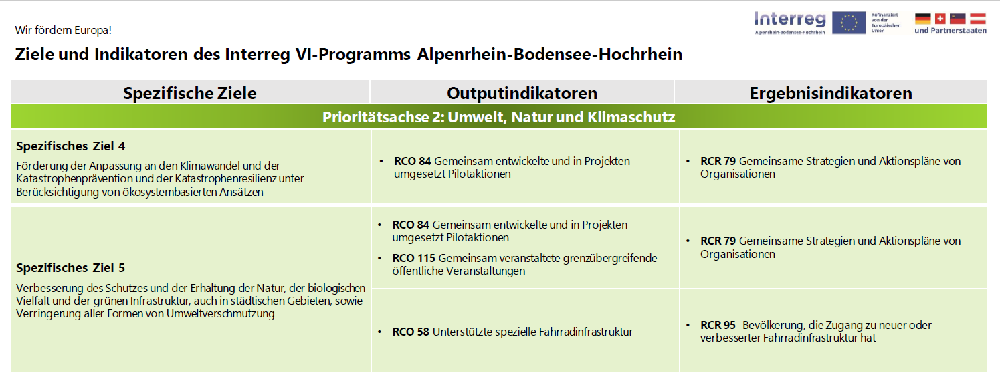 Wir fördern Europa!
Ziele und Indikatoren des Interreg VI-Programms Alpenrhein-Bodensee-Hochrhein
Interreg
Alpenrhein-Bodensee-Hochrhein
Kofinanziert
von der
Europäischen
Union
und Partnerstaaten
Spezifische Ziele
Outputindikatoren
Ergebnisindikatoren
Prioritätsachse 2: Umwelt, Natur und Klimaschutz
Spezifisches Ziel 4
Förderung der Anpassung an den Klimawandel und der
Katastrophenprävention und der Katastrophenresilienz unter
Berücksichtigung von ökosystembasierten Ansätzen
• RCO 84 Gemeinsam entwickelte und in Projekten
umgesetzt Pilotaktionen
• RCR 79 Gemeinsame Strategien und Aktionspläne von
Organisationen
Spezifisches Ziel 5
Verbesserung des Schutzes und der Erhaltung der Natur, der biologischen
Vielfalt und der grünen Infrastruktur, auch in städtischen Gebieten, sowie
Verringerung aller Formen von Umweltverschmutzung
• RCO 84 Gemeinsam entwickelte und in Projekten
umgesetzt Pilotaktionen
• RCO 115 Gemeinsam veranstaltete grenzübergreifende
öffentliche Veranstaltungen
• RCR 79 Gemeinsame Strategien und Aktionspläne von
Organisationen
• RCO 58 Unterstützte spezielle Fahrradinfrastruktur
• RCR 95 Bevölkerung, die Zugang zu neuer oder
verbesserter Fahrradinfrastruktur hat